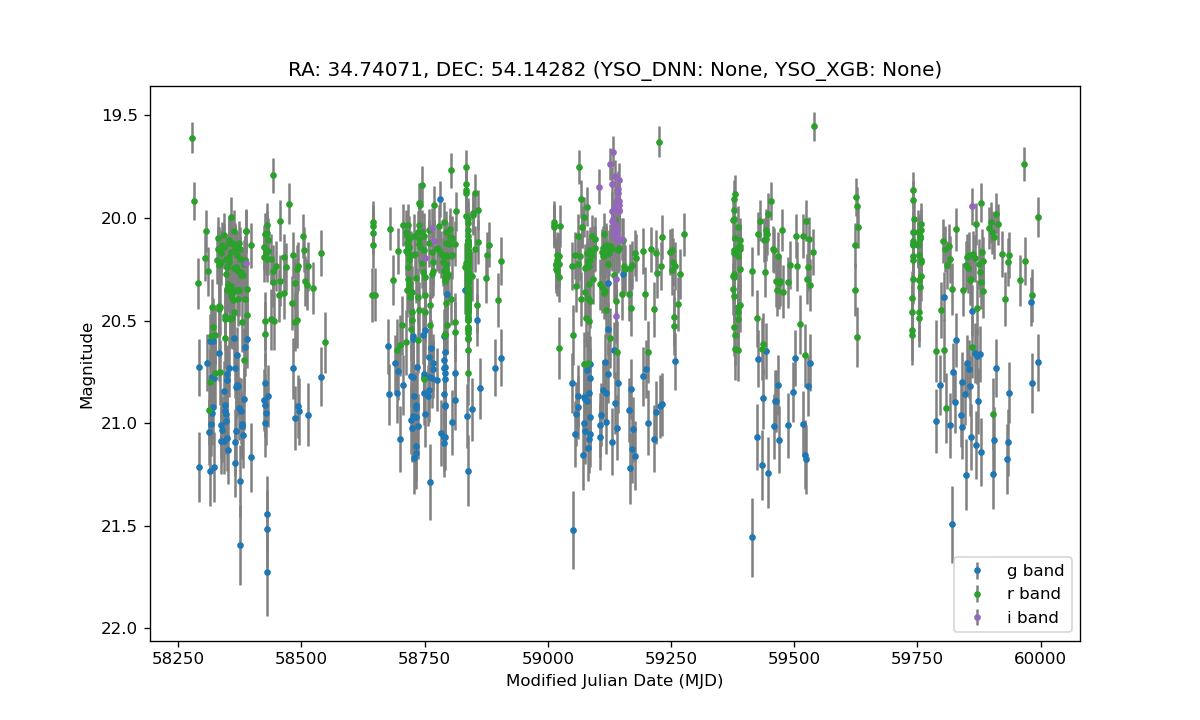 RA: 34.74071, DEC: 54.14282 (YSO_DNN: None, YSO_XGB: None)
19.5
20.0
20.5
21.0
21.5
22.0
Magnitude
g band
r band
i band
58250 58500 58750 59000 59250 59500 59750 60000
Modified Julian Date (MJD)